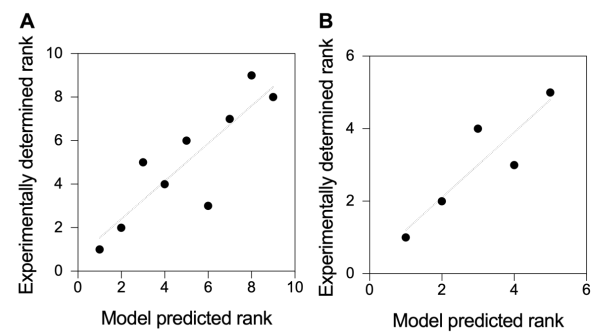 A
B
Experimentally determined rank
10
8
6
4
2
0
0 2 4 6 8 10
Model predicted rank
Experimentally determined rank
6
4
2
0
0 2 4 6
Model predicted rank